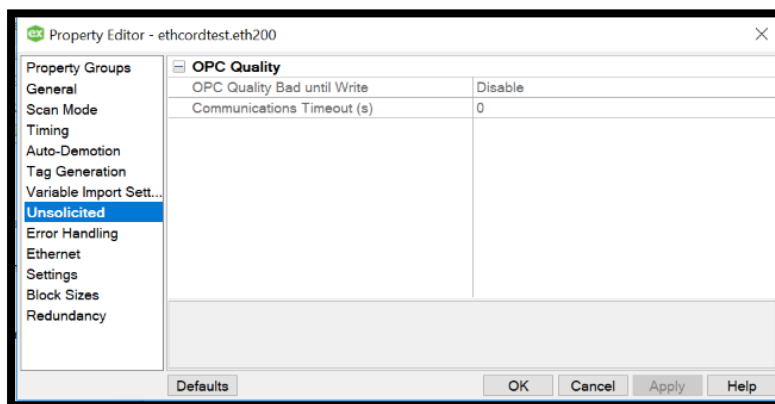 ex Property Editor - ethcordtest.eth200
Property Groups
General
Scan Mode
Timing
Auto-Demotion
Tag Generation
Variable Import Sett...
Unsolicited
Error Handling
Ethernet
Settings
Block Sizes
Redundancy
OPC Quality
OPC Quality Bad until Write Disable
Communications Timeout (s) 0
Defaults OK Cancel Apply Help